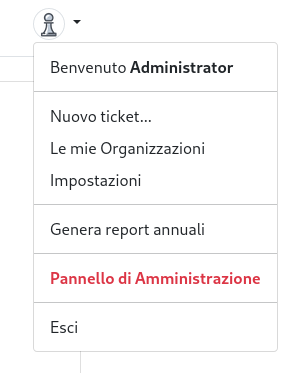 Benvenuto Administrator
Nuovo ticket...
Le mie Organizzazioni
Impostazioni
Genera report annuali
Pannello di Amministrazione
Esci